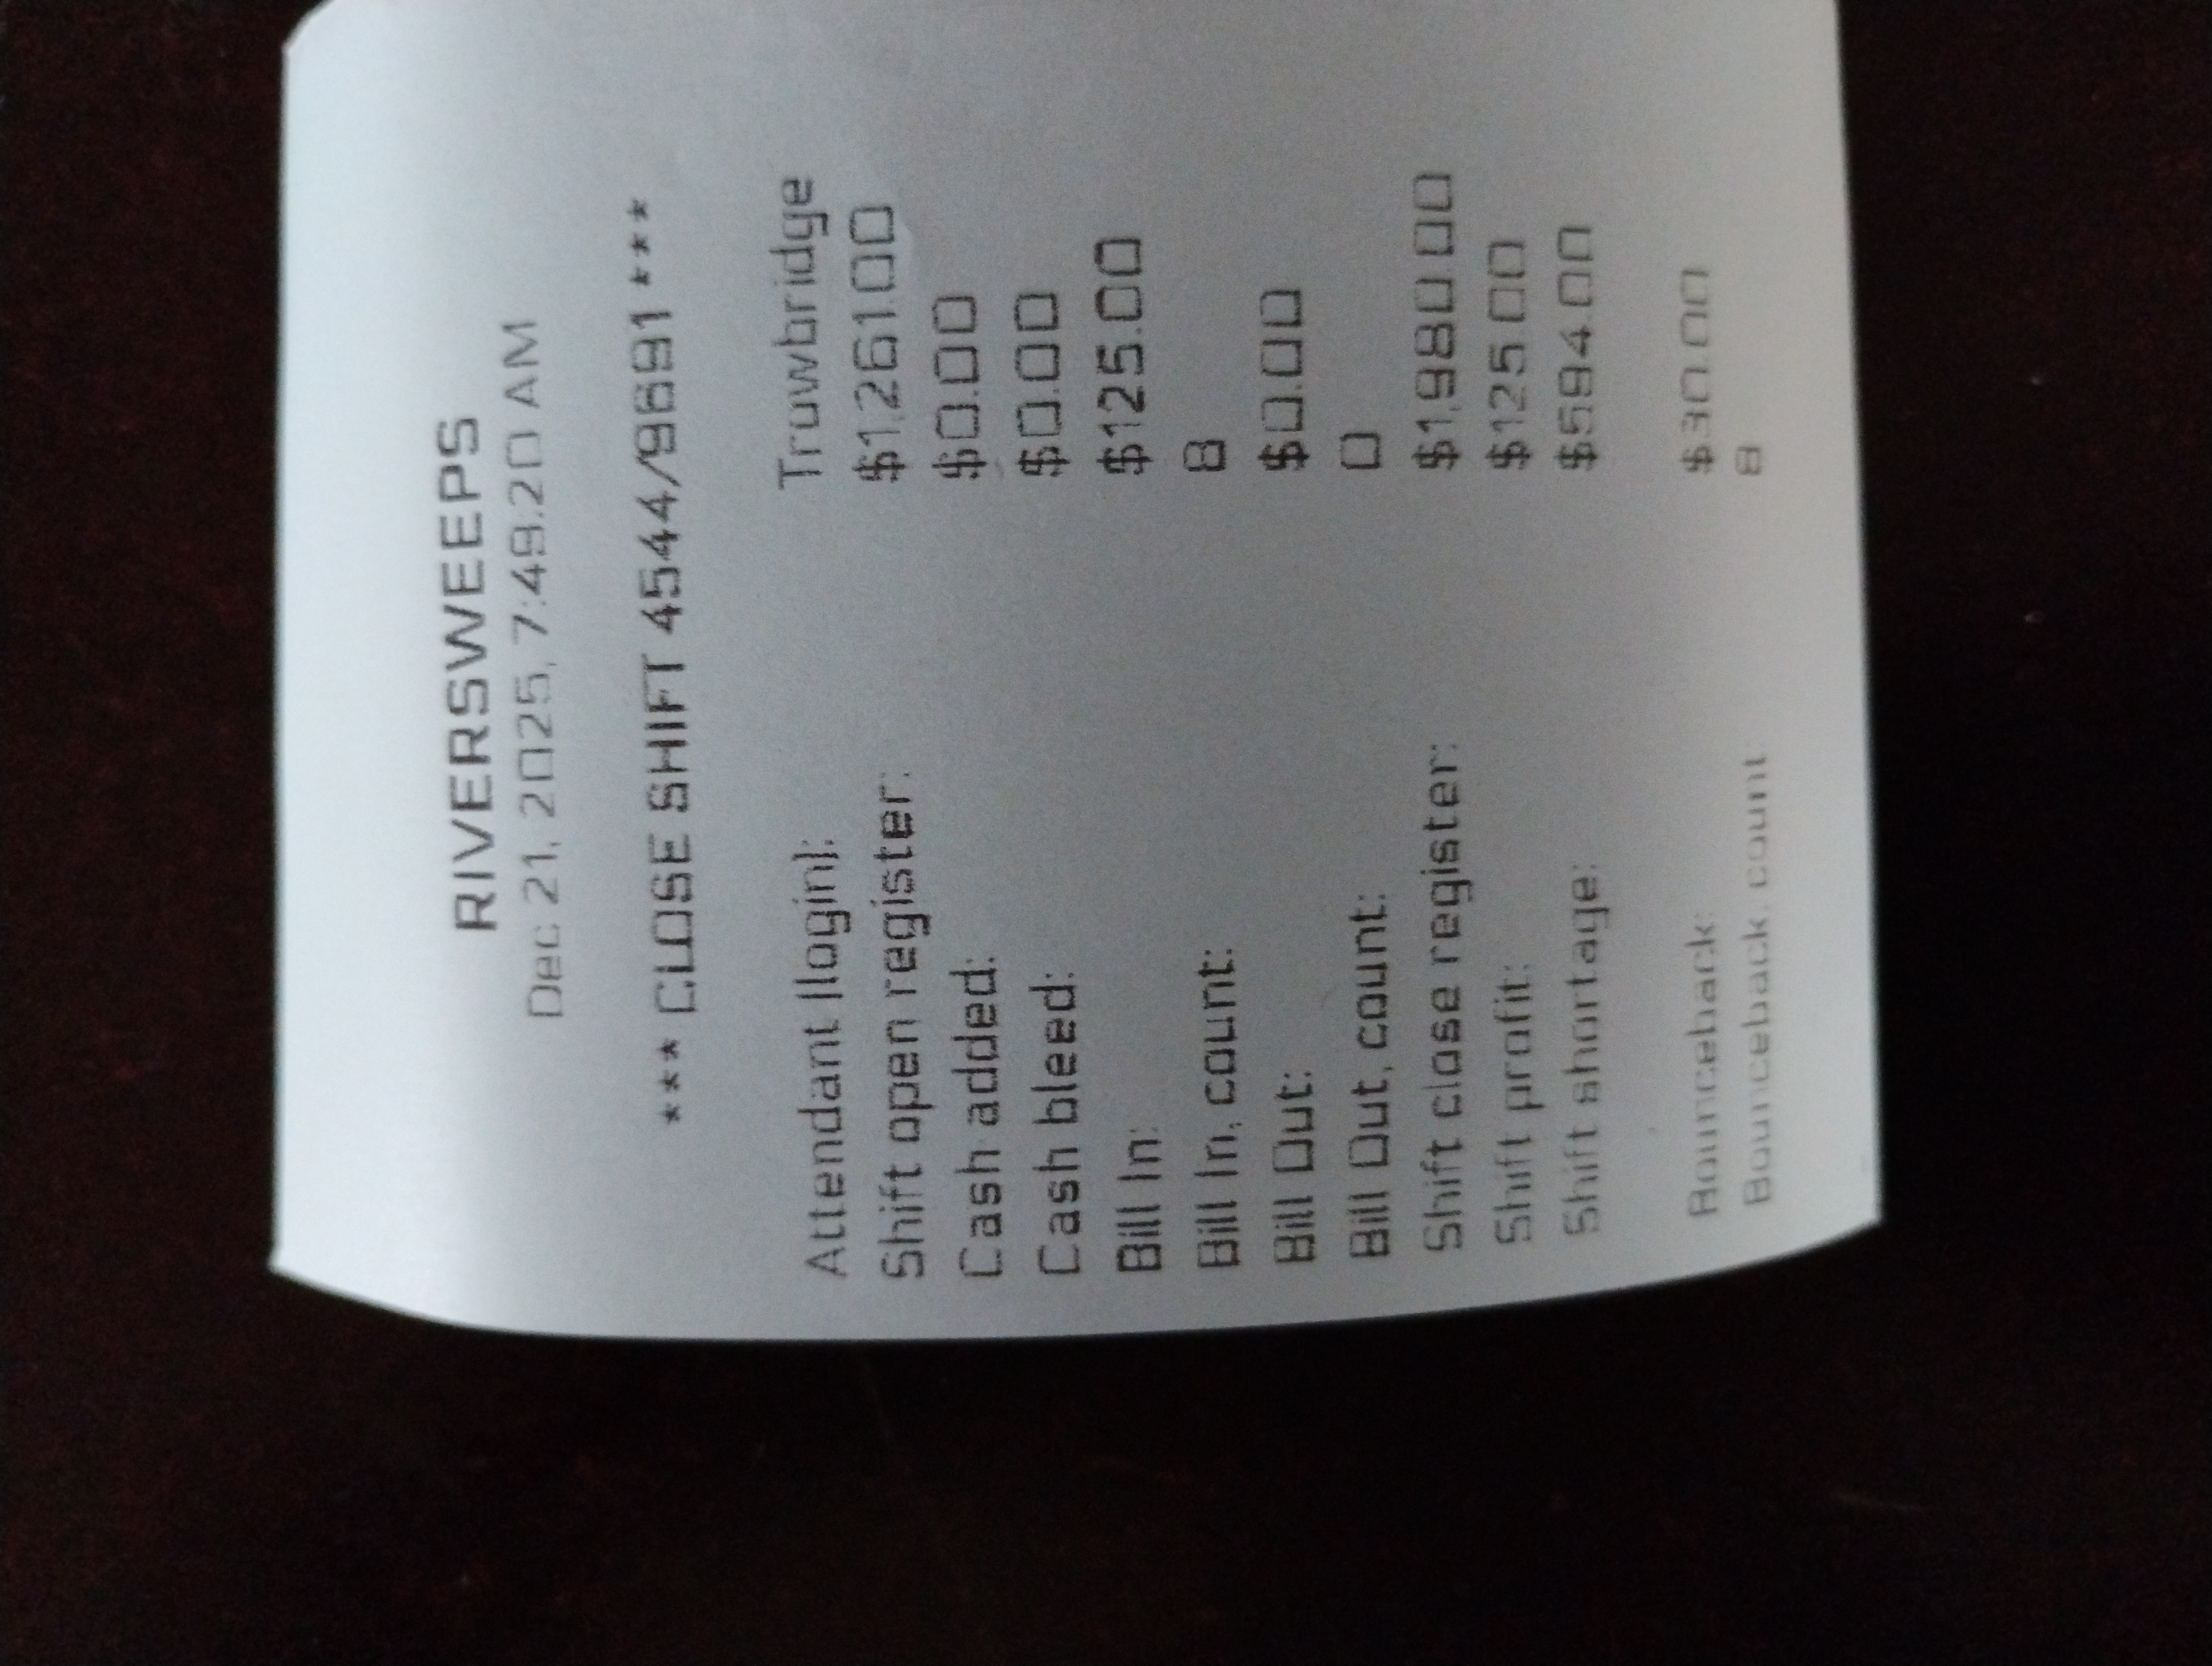 RIVERSWEEPS
Dec 21, 2025, 7:49:20 AM
*** CLOSE SHIFT 4544/9691 ***
Attendant (login): Truwbridge
Shift open register: $1,261.00
Cash added: $0.00
Cash bleed: $0.00
Bill In: $125.00
Bill In, count: 8
Bill Out: $0.00
Bill Out, count: 0
Shift close register: $1,980.00
Shift profit: $125.00
Shift shortage: $594.00
Bounceback: $30.00
Bounceback, count 8